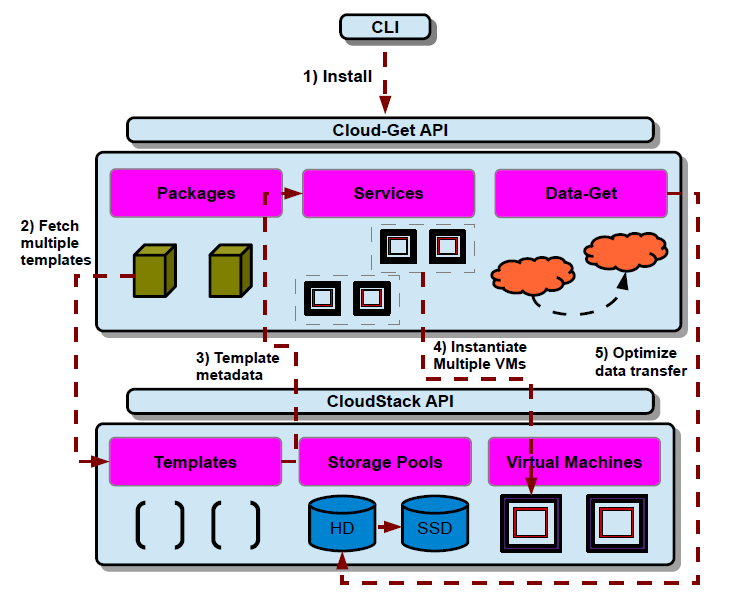 CLI
1) Install
Cloud-Get API
Packages
Services
Data-Get
2) Fetch
multiple
templates
3) Template
metadata
4) Instantiate
Multiple VMs
5) Optimize
data transfer
CloudStack API
Templates
Storage Pools
Virtual Machines
HD
SSD